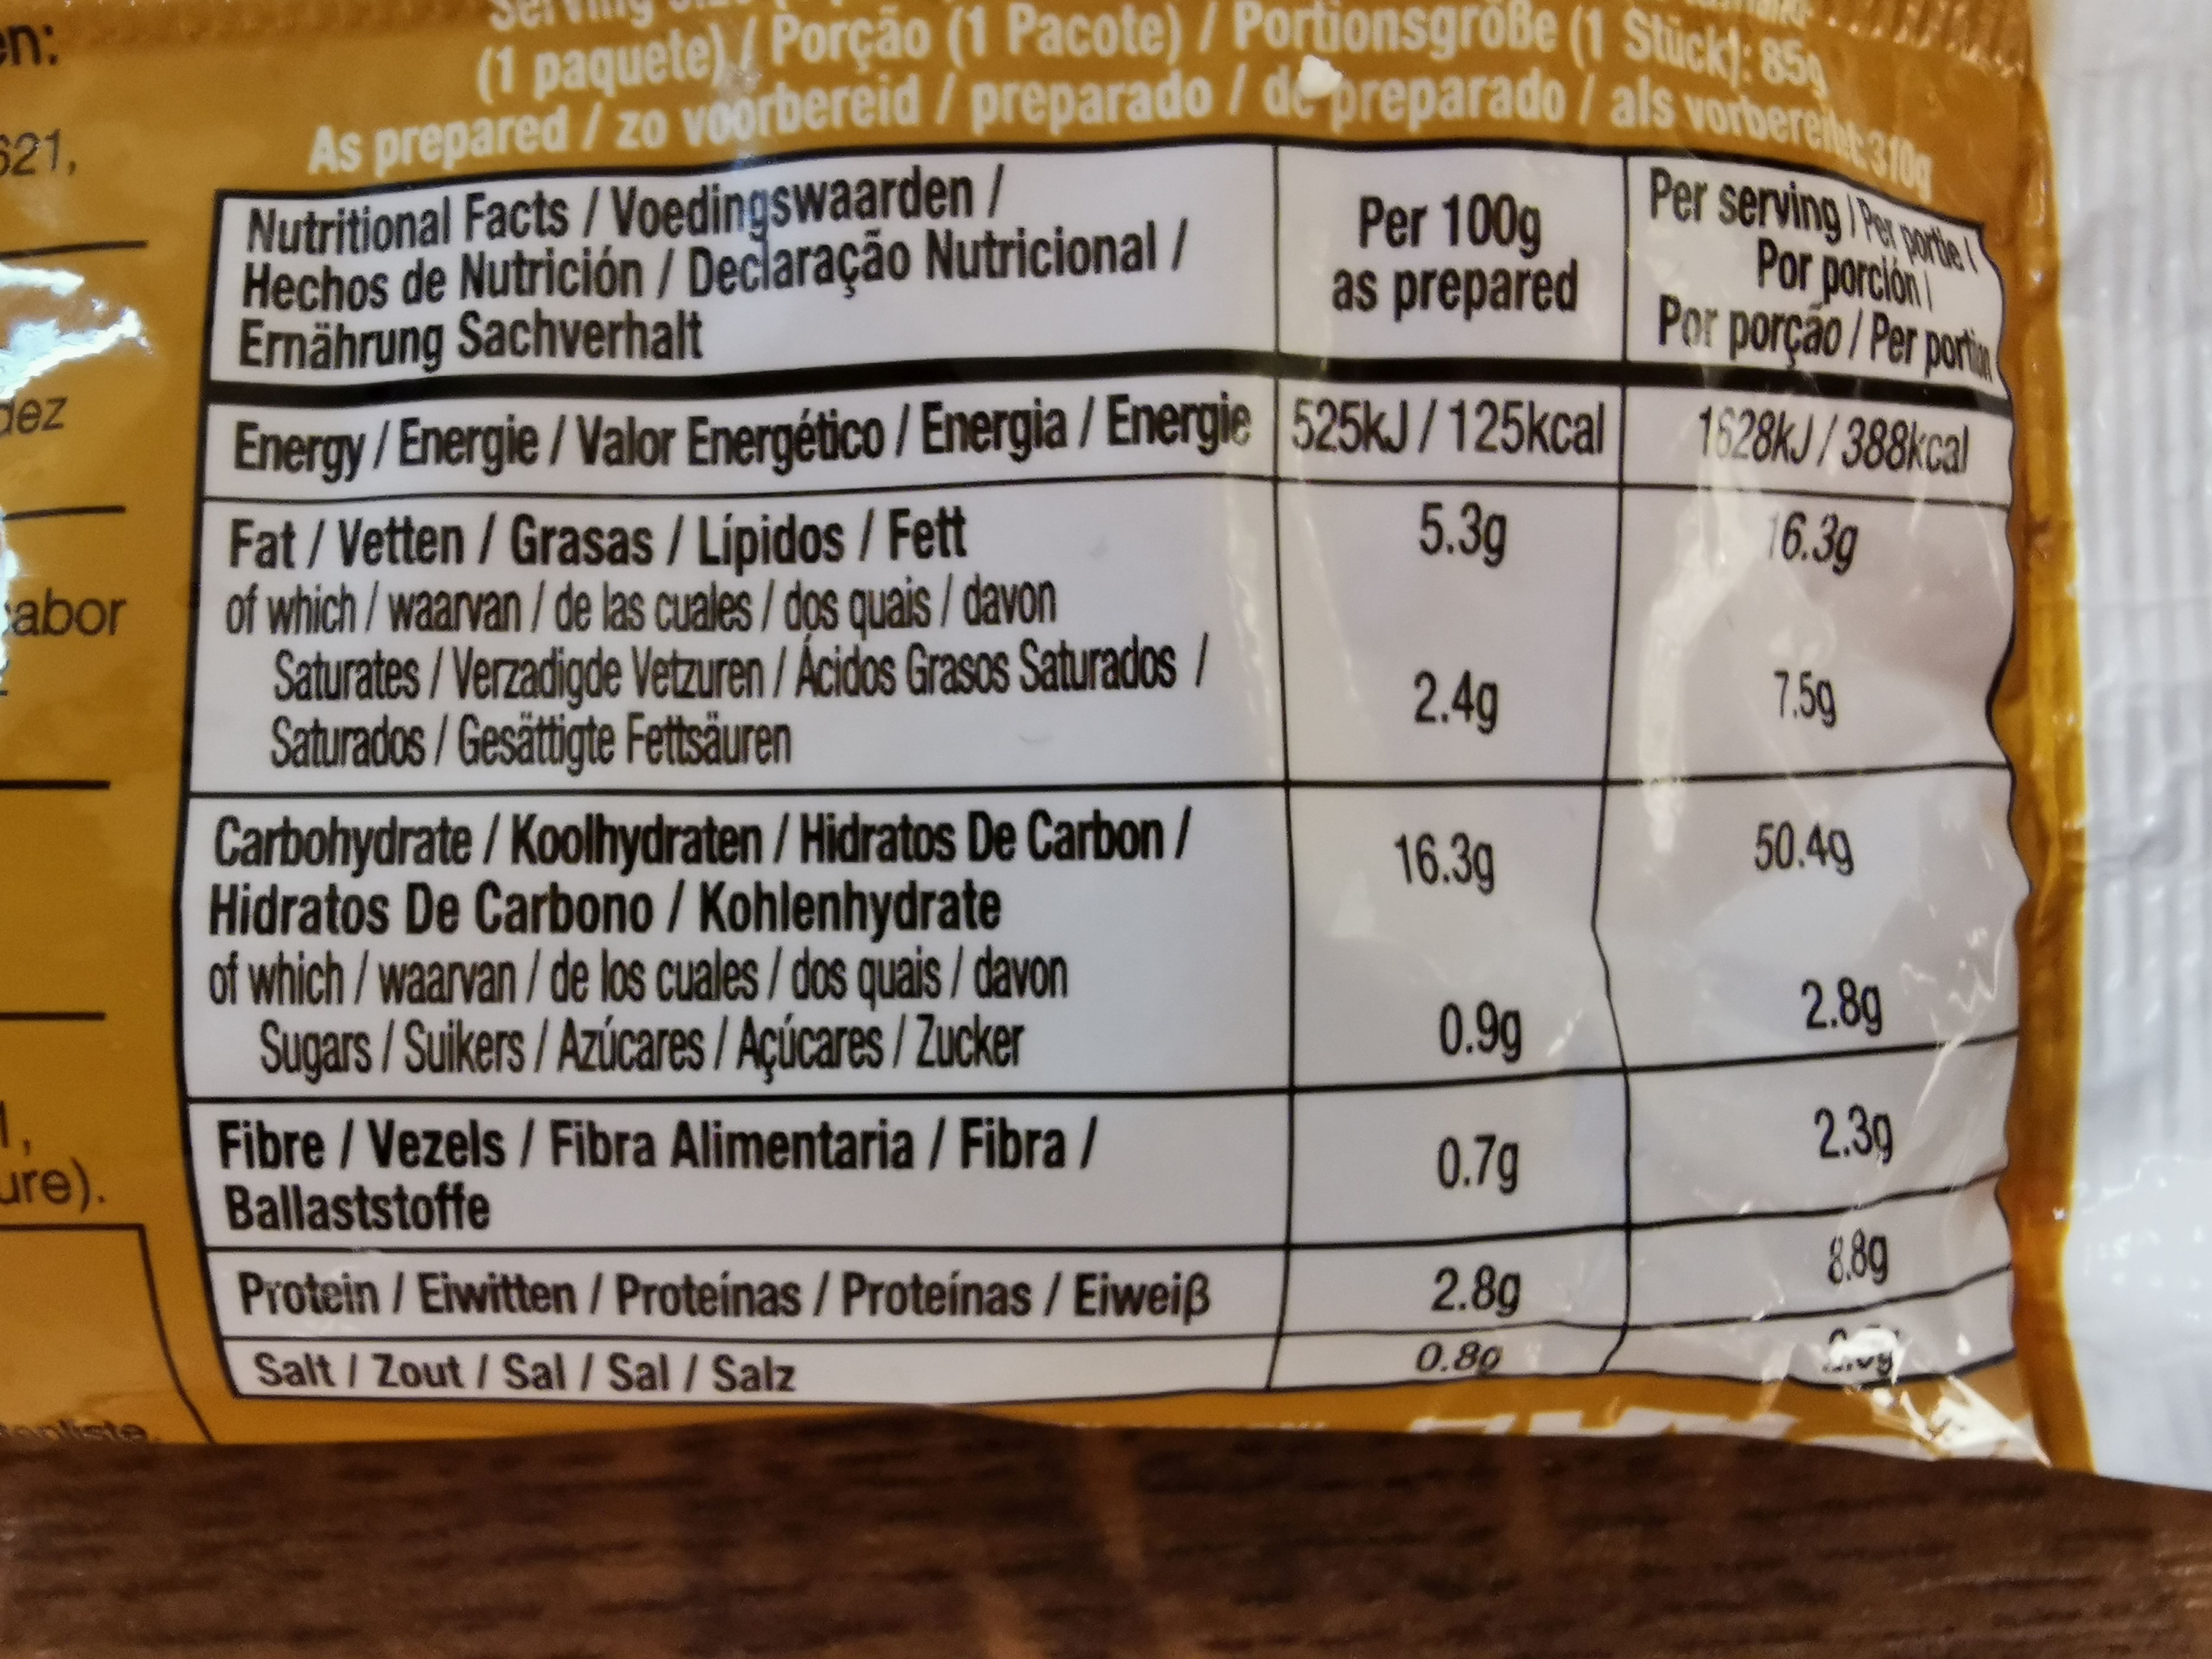 en:
621,
dez
sabor
1,
ure).
(1 paquete) / Porção (1 Pacote) / Portionsgröße (1 Stück): 85g
As prepared / zo voorbereid / preparado / de preparado / als vorbereitet: 310g
Nutritional Facts / Voedingswaarden /
Hechos de Nutrición / Declaração Nutricional /
Ernährung Sachverhalt
Per 100g
as prepared
Per serving / Per portie /
Por porción /
Por porção / Per portion
Energy / Energie / Valor Energético / Energia / Energie 525kJ / 125kcal 1628kJ / 388kcal
Fat / Vetten / Grasas / Lípidos / Fett 5.3g 16.3g
of which / waarvan / de las cuales / dos quais / davon
Saturates / Verzadigde Vetzuren / Ácidos Grasos Saturados / 2.4g 7.5g
Saturados / Gesättigte Fettsäuren
Carbohydrate / Koolhydraten / Hidratos De Carbon / 16.3g 50.4g
Hidratos De Carbono / Kohlenhydrate
of which / waarvan / de los cuales / dos quais / davon
Sugars / Suikers / Azúcares / Açúcares / Zucker 0.9g 2.8g
Fibre / Vezels / Fibra Alimentaria / Fibra / 0.7g 2.3g
Ballaststoffe
Protein / Eiwitten / Proteínas / Proteínas / Eiweiß 2.8g 8.8g
Salt / Zout / Sal / Sal / Salz 0.8g